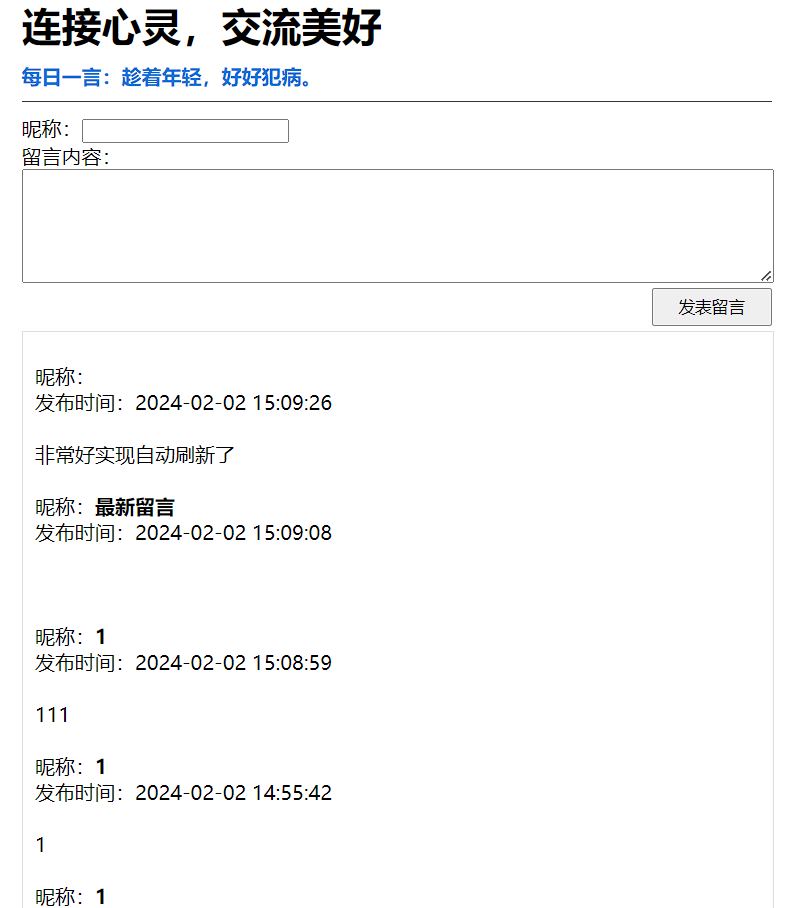 连接心灵，交流美好
每日一言：趁着年轻，好好犯病。
昵称：
留言内容：
发表留言
昵称：
发布时间：2024-02-02 15:09:26
非常好实现自动刷新了
昵称：最新留言
发布时间：2024-02-02 15:09:08
昵称：1
发布时间：2024-02-02 15:08:59
111
昵称：1
发布时间：2024-02-02 14:55:42
1
昵称：1